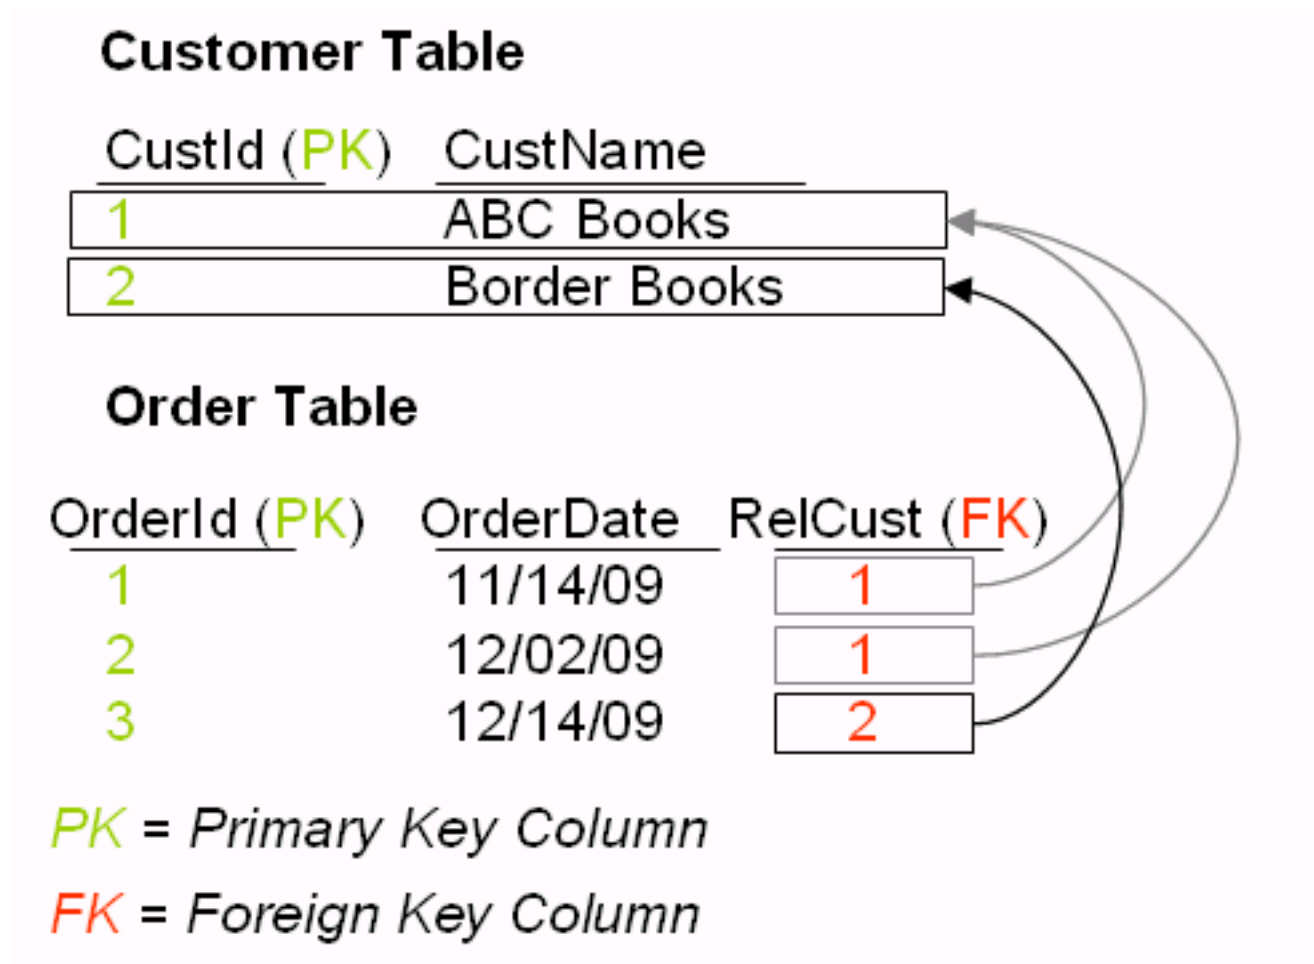 Customer Table
CustId (PK) CustName
1 ABC Books
2 Border Books
Order Table
OrderId (PK) OrderDate RelCust (FK)
1 11/14/09 1
2 12/02/09 1
3 12/14/09 2
PK = Primary Key Column
FK = Foreign Key Column